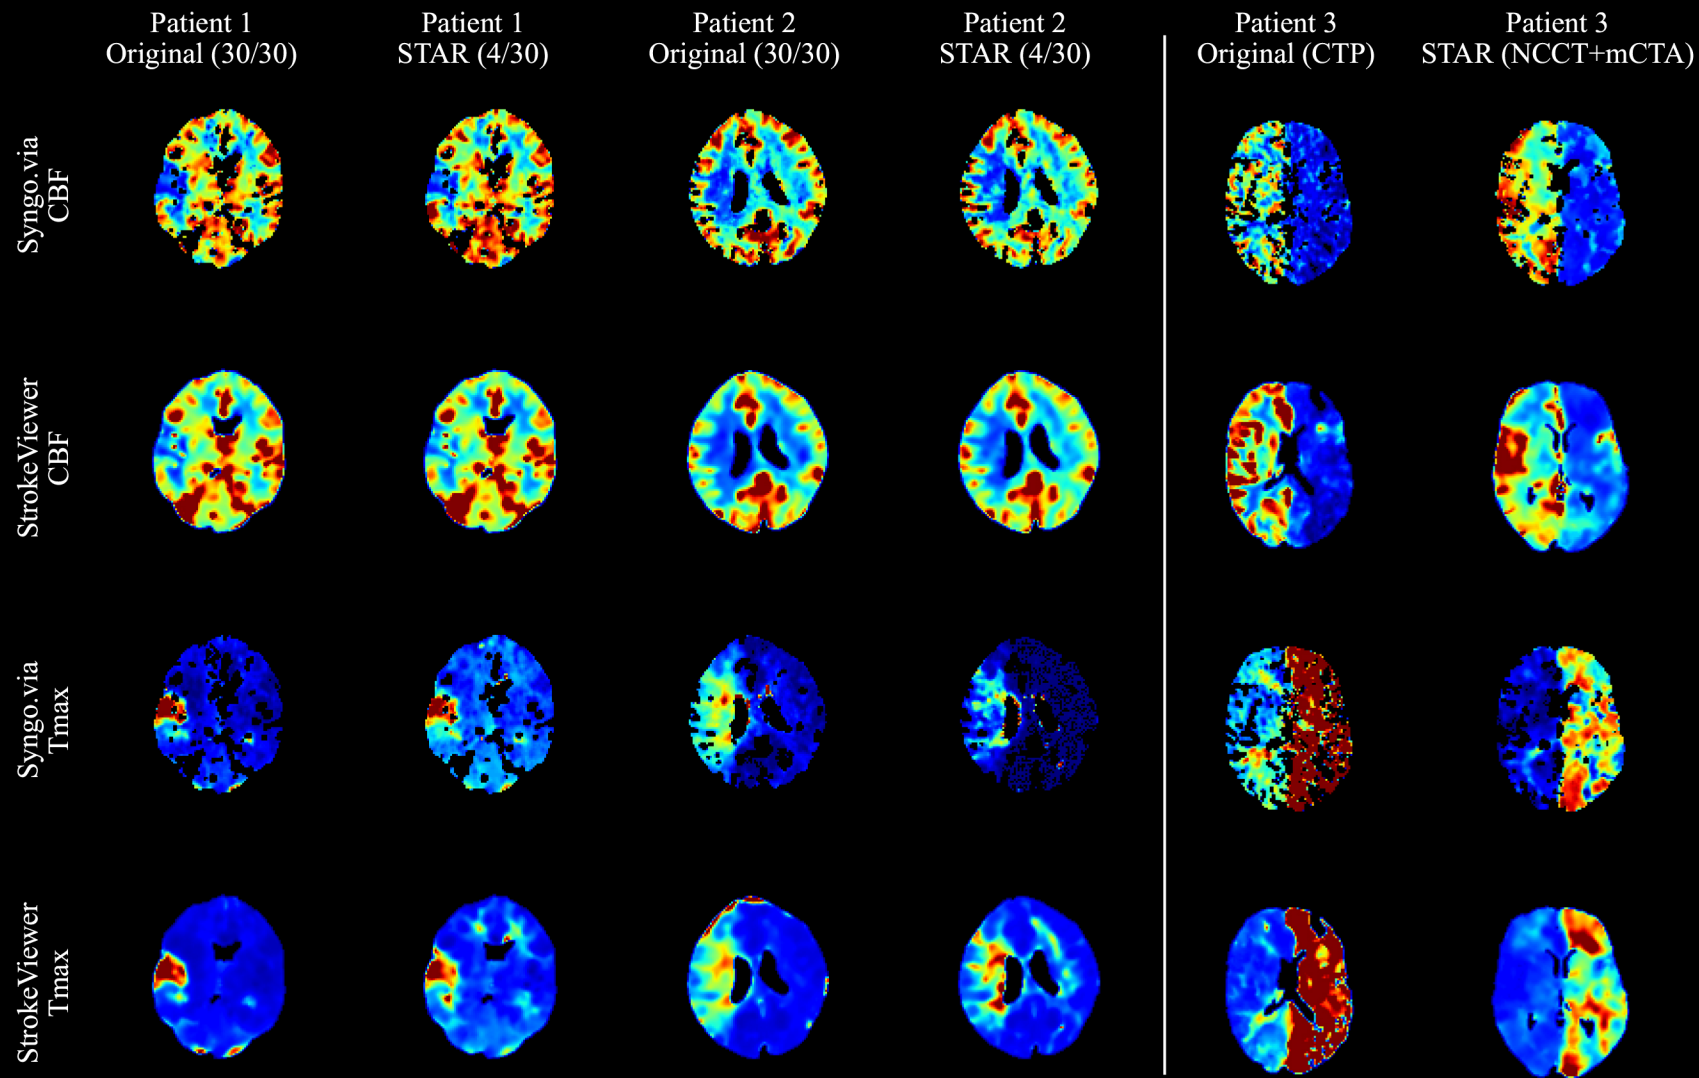 Patient 1
Original (30/30)
Patient 1
STAR (4/30)
Patient 2
Original (30/30)
Patient 2
STAR (4/30)
Patient 3
Original (CTP)
Patient 3
STAR (NCCT+mCTA)
Syngo.via
CBF
StrokeViewer
CBF
Syngo.via
Tmax
StrokeViewer
Tmax